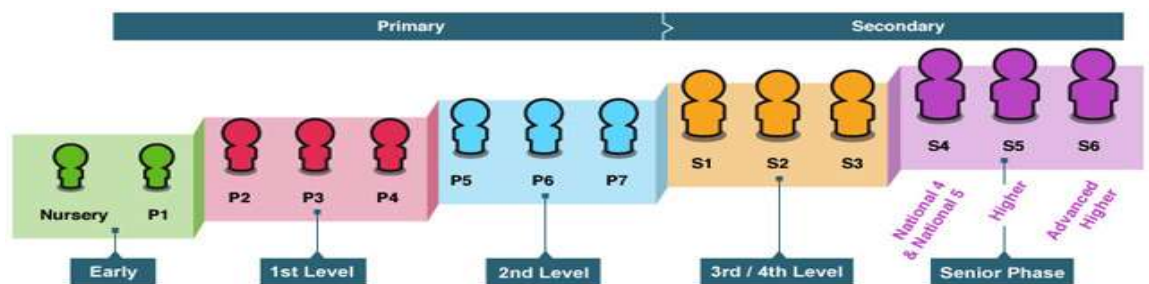 Primary
Secondary
Nursery
P1
P2
P3
P4
P5
P6
P7
S1
S2
S3
S4
S5
S6
National 4
& National 5
Higher
Advanced
Higher
Early
1st Level
2nd Level
3rd / 4th Level
Senior Phase